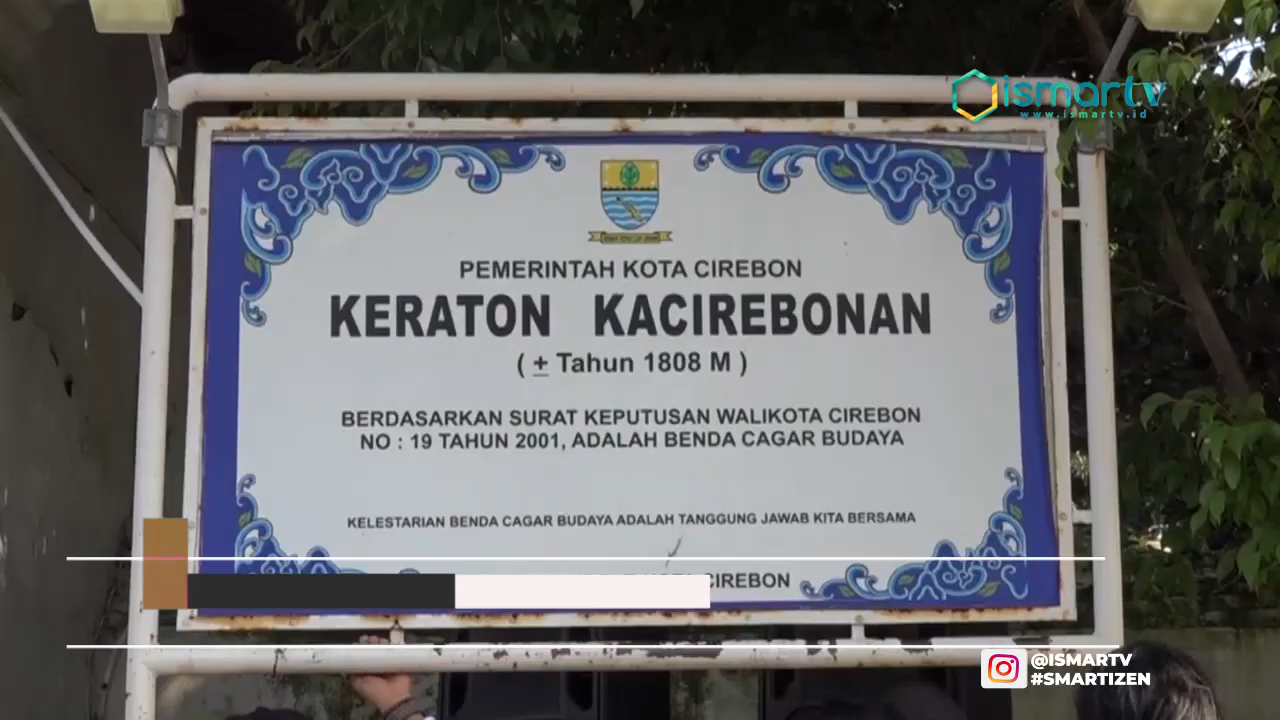 ismartv
www.ismartv.id
PEMERINTAH KOTA CIREBON
KERATON KACIREBONAN
( ± Tahun 1808 M )
BERDASARKAN SURAT KEPUTUSAN WALIKOTA CIREBON
NO : 19 TAHUN 2001, ADALAH BENDA CAGAR BUDAYA
KELESTARIAN BENDA CAGAR BUDAYA ADALAH TANGGUNG JAWAB KITA BERSAMA
CIREBON
@ISMARTV
#SMARTIZEN